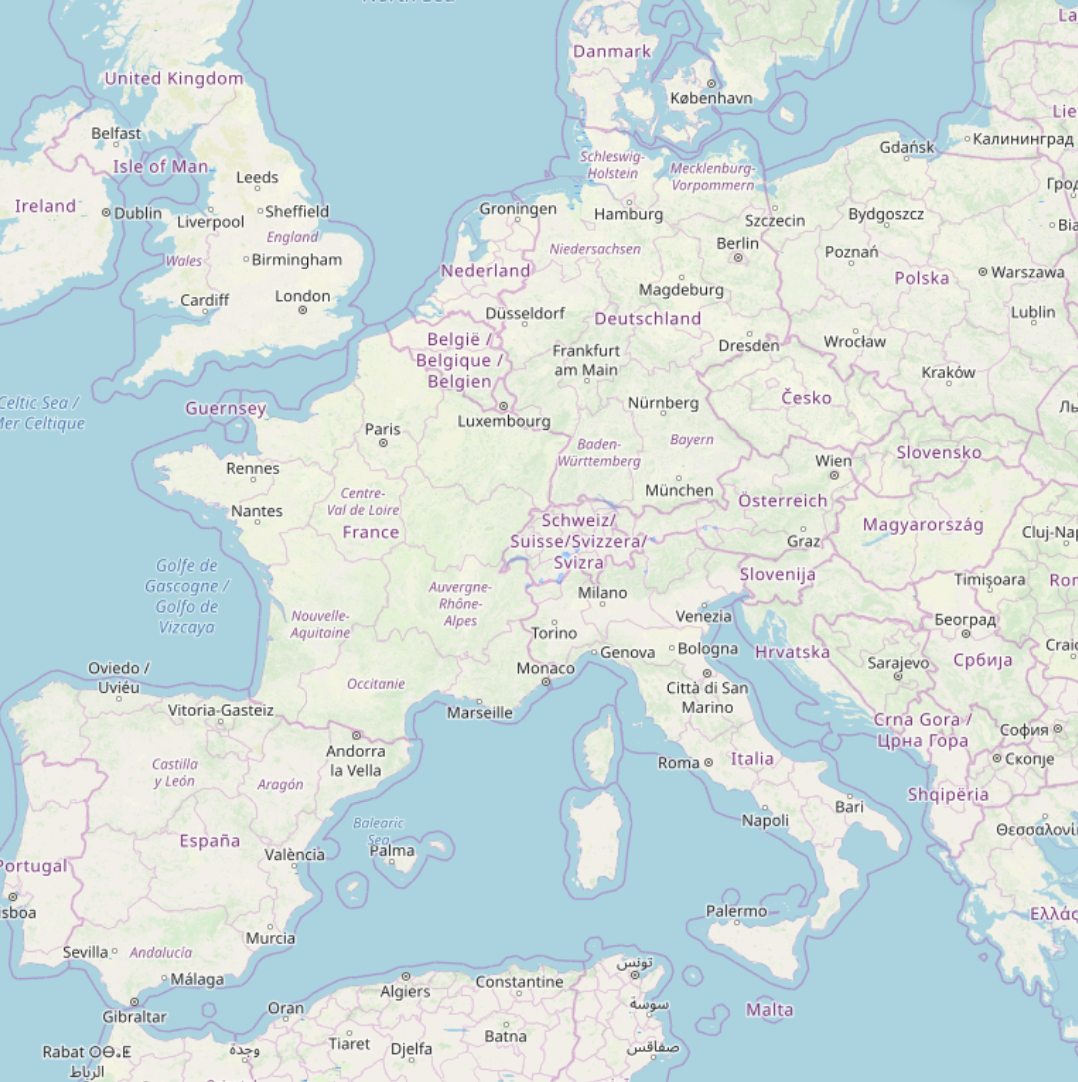 North Sea
Danmark
La
United Kingdom
København
Lie
Belfast
Gdańsk
Калининград
Isle of Man
Schleswig-
Holstein
Mecklenburg-
Vorpommern
Leeds
Грод
Ireland
Dublin
Liverpool
Sheffield
Groningen
Hamburg
Szczecin
Bydgoszcz
Bia
England
Niedersachsen
Berlin
Poznań
Wales
Birmingham
Nederland
Polska
Warszawa
Cardiff
London
Magdeburg
Düsseldorf
Deutschland
Lublin
België /
Belgique /
Belgien
Frankfurt
am Main
Dresden
Wrocław
Kraków
Celtic Sea /
Mer Celtique
Guernsey
Luxembourg
Nürnberg
Česko
Ль
Paris
Baden-
Württemberg
Bayern
Slovensko
Rennes
Wien
München
Centre-
Val de Loire
Österreich
Nantes
France
Schweiz/
Suisse/Svizzera/
Svizra
Graz
Magyarország
Cluj-Nap
Golfe de
Gascogne /
Golfo de
Vizcaya
Auvergne-
Rhône-
Alpes
Milano
Slovenija
Timișoara
Ror
Nouvelle-
Aquitaine
Torino
Venezia
Београд
Genova
Bologna
Hrvatska
Sarajevo
Србија
Craio
Oviedo /
Uviéu
Occitanie
Monaco
Città di San
Marino
Vitoria-Gasteiz
Marseille
Crna Gora /
Црна Гора
София
Andorra
la Vella
Roma
Italia
Скопје
Castilla
y León
Aragón
Shqipëria
Bari
Napoli
Θεσσαλονί
España
Balearic
Sea
València
Palma
Portugal
isboa
Palermo
Ελλάς
Murcia
Sevilla
Andalucía
Málaga
تونس
Algiers
Constantine
سوسة
Gibraltar
Oran
Malta
Tiaret
Batna
Djelfa
صفاقس
Rabat ⵔⴱⴰⵟ
الرباط
وجدة